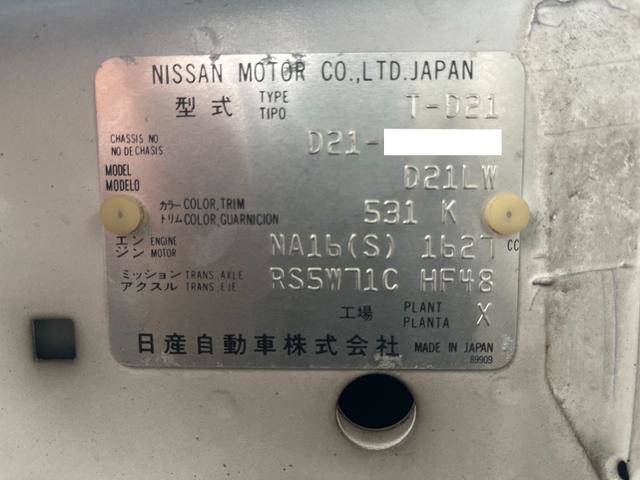 NISSAN MOTOR CO.,LTD.JAPAN
型式 TYPE TIPO T-D21
CHASSIS NO NO DE CHASIS D21-
MODEL MODELO D21LW
カラー COLOR, TRIM トリム COLOR, GUARNICION 531 K
エンジン ENGINE MOTOR NA16(S) 1627 CC
ミッション TRANS. AXLE アクスル TRANS. EJE RS5W71C HF48
工場 PLANT PLANTA X
日産自動車株式会社 MADE IN JAPAN
89909